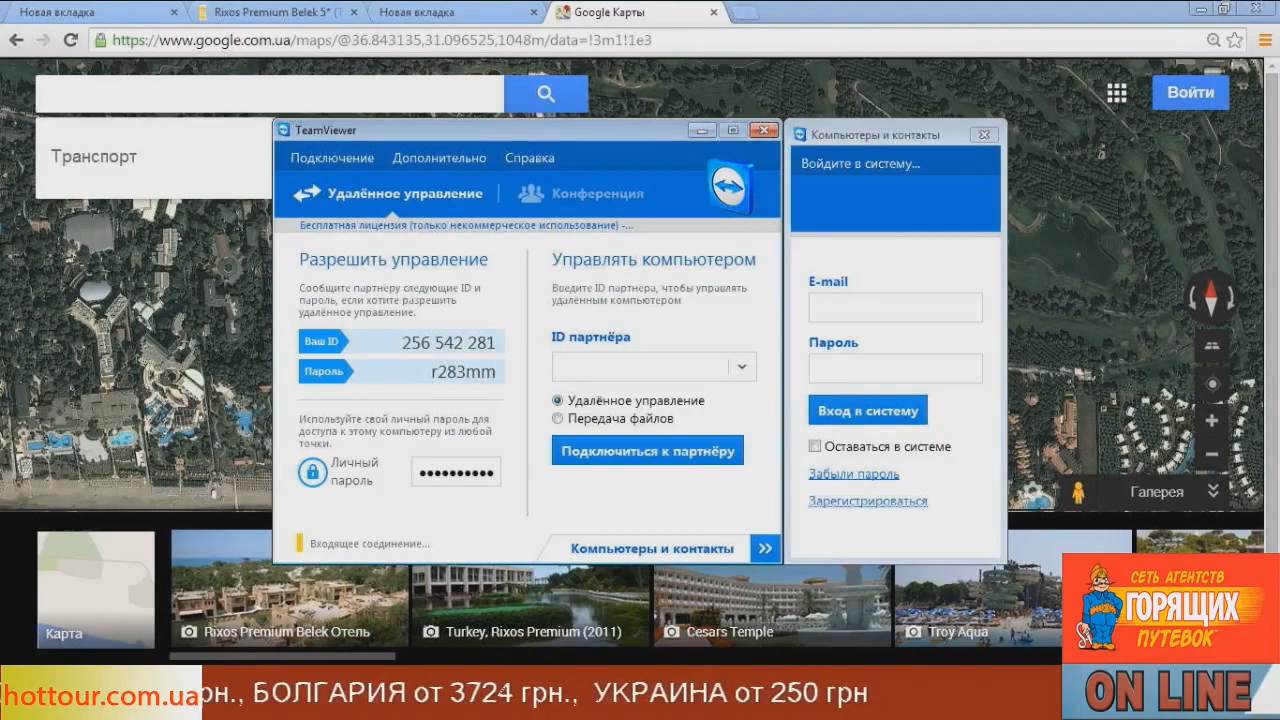 Новая вкладка
Rixos Premium Belek 5* (T
Новая вкладка
Google Карты
https://www.google.com.ua/maps/@36.843135,31.096525,1048m/data=!3m1!1e3
Войти
Транспорт
TeamViewer
Подключение Дополнительно Справка
Удалённое управление
Конференция
Бесплатная лицензия (только некоммерческое использование) -...
Разрешить управление
Сообщите партнёру следующие ID и
пароль, если хотите разрешить
удалённое управление.
Ваш ID 256 542 281
Пароль r283mm
Используйте свой личный пароль для
доступа к этому компьютеру из любой
точки.
Личный
пароль
••••••••••
Входящее соединение...
Управлять компьютером
Введите ID партнёра, чтобы управлять
удалённым компьютером
ID партнёра
Удалённое управление
Передача файлов
Подключиться к партнёру
Компьютеры и контакты
Компьютеры и контакты
Войдите в систему...
E-mail
Пароль
Вход в систему
Оставаться в системе
Забыли пароль
Зарегистрироваться
Галерея
Карта
Rixos Premium Belek Отель
Turkey, Rixos Premium (2011)
Cesars Temple
Troy Aqua
СЕТЬ АГЕНТСТВ
ГОРЯЩИХ
ПУТЕВОК
hottour.com.ua
рн., БОЛГАРИЯ от 3724 грн., УКРАИНА от 250 грн
ON LINE